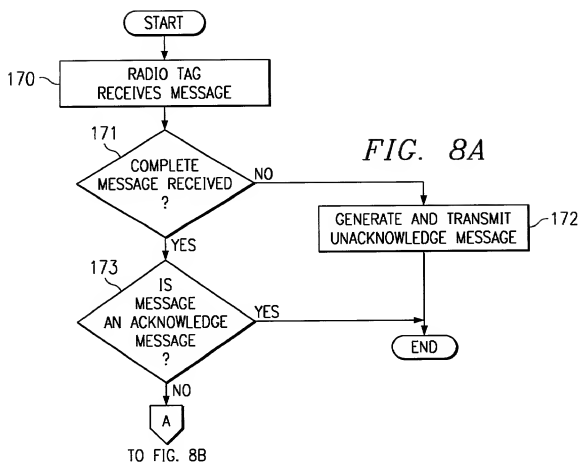 START
170
RADIO TAG
RECEIVES MESSAGE
171
FIG. 8A
COMPLETE
MESSAGE RECEIVED
?
NO
GENERATE AND TRANSMIT
UNACKNOWLEDGE MESSAGE
172
YES
173
IS
MESSAGE
AN ACKNOWLEDGE
MESSAGE
?
YES
END
NO
A
TO FIG. 8B